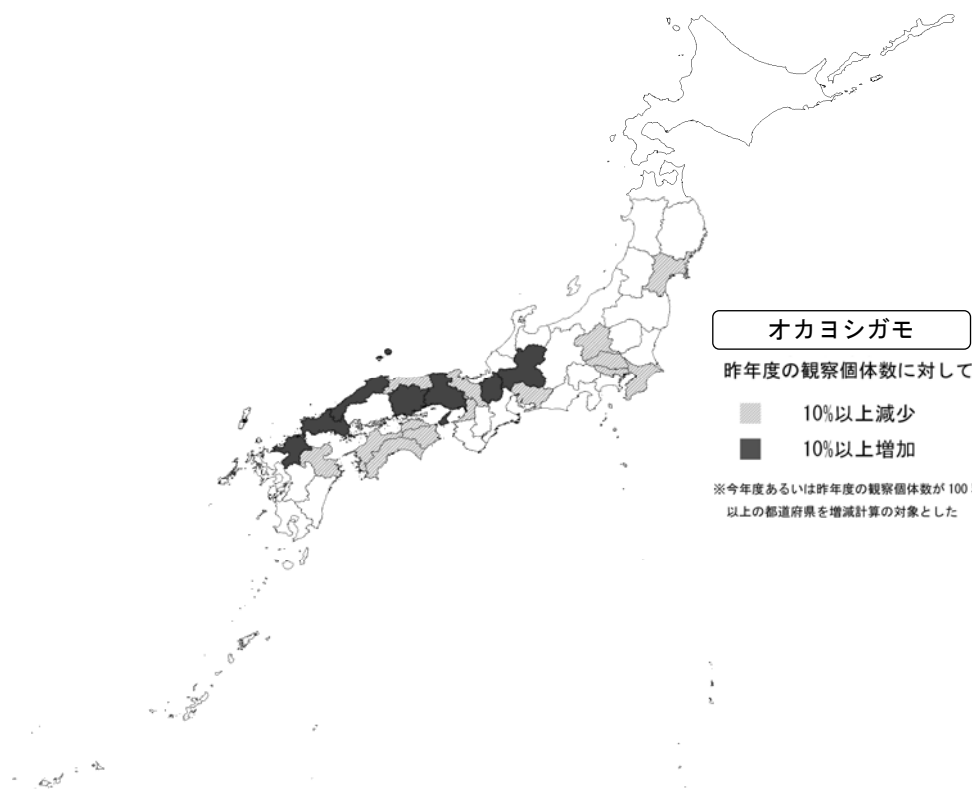 オカヨシガモ
昨年度の観察個体数に対して
10%以上減少
10%以上増加
※今年度あるいは昨年度の観察個体数が 100
以上の都道府県を増減計算の対象とした